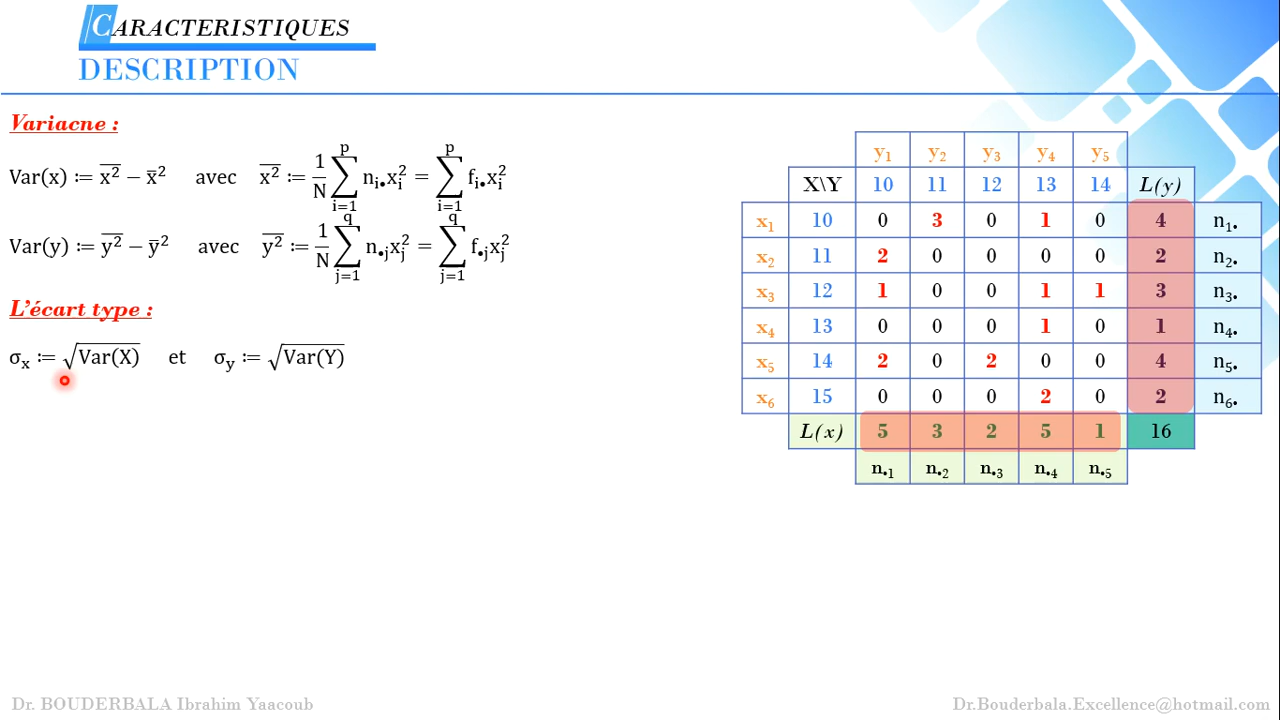 CARACTERISTIQUES
DESCRIPTION
Variacne :
Var(x) ≔ x̅² − x̅ ² avec x̅² ≔ 1/N ∑_{i=1}^{p} n_{i•}x_i² = ∑_{i=1}^{p} f_{i•}x_i²
Var(y) ≔ y̅² − y̅ ² avec y̅² ≔ 1/N ∑_{j=1}^{q} n_{•j}x_j² = ∑_{j=1}^{q} f_{•j}x_j²
L'écart type :
σ_x ≔ √Var(X) et σ_y ≔ √Var(Y)
y₁ y₂ y₃ y₄ y₅
X\Y 10 11 12 13 14 L(y)
x₁ 10 0 3 0 1 0 4 n₁•
x₂ 11 2 0 0 0 0 2 n₂•
x₃ 12 1 0 0 1 1 3 n₃•
x₄ 13 0 0 0 1 0 1 n₄•
x₅ 14 2 0 2 0 0 4 n₅•
x₆ 15 0 0 0 2 0 2 n₆•
L(x) 5 3 2 5 1 16
n•₁ n•₂ n•₃ n•₄ n•₅
Dr. BOUDERBALA Ibrahim Yaacoub
Dr.Bouderbala.Excellence@hotmail.com